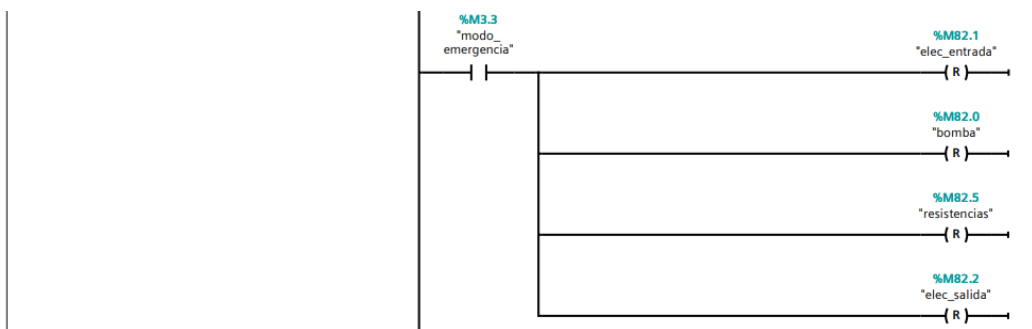 %M3.3
"modo_
emergencia"
%M82.1
"elec_entrada"
R
%M82.0
"bomba"
R
%M82.5
"resistencias"
R
%M82.2
"elec_salida"
R